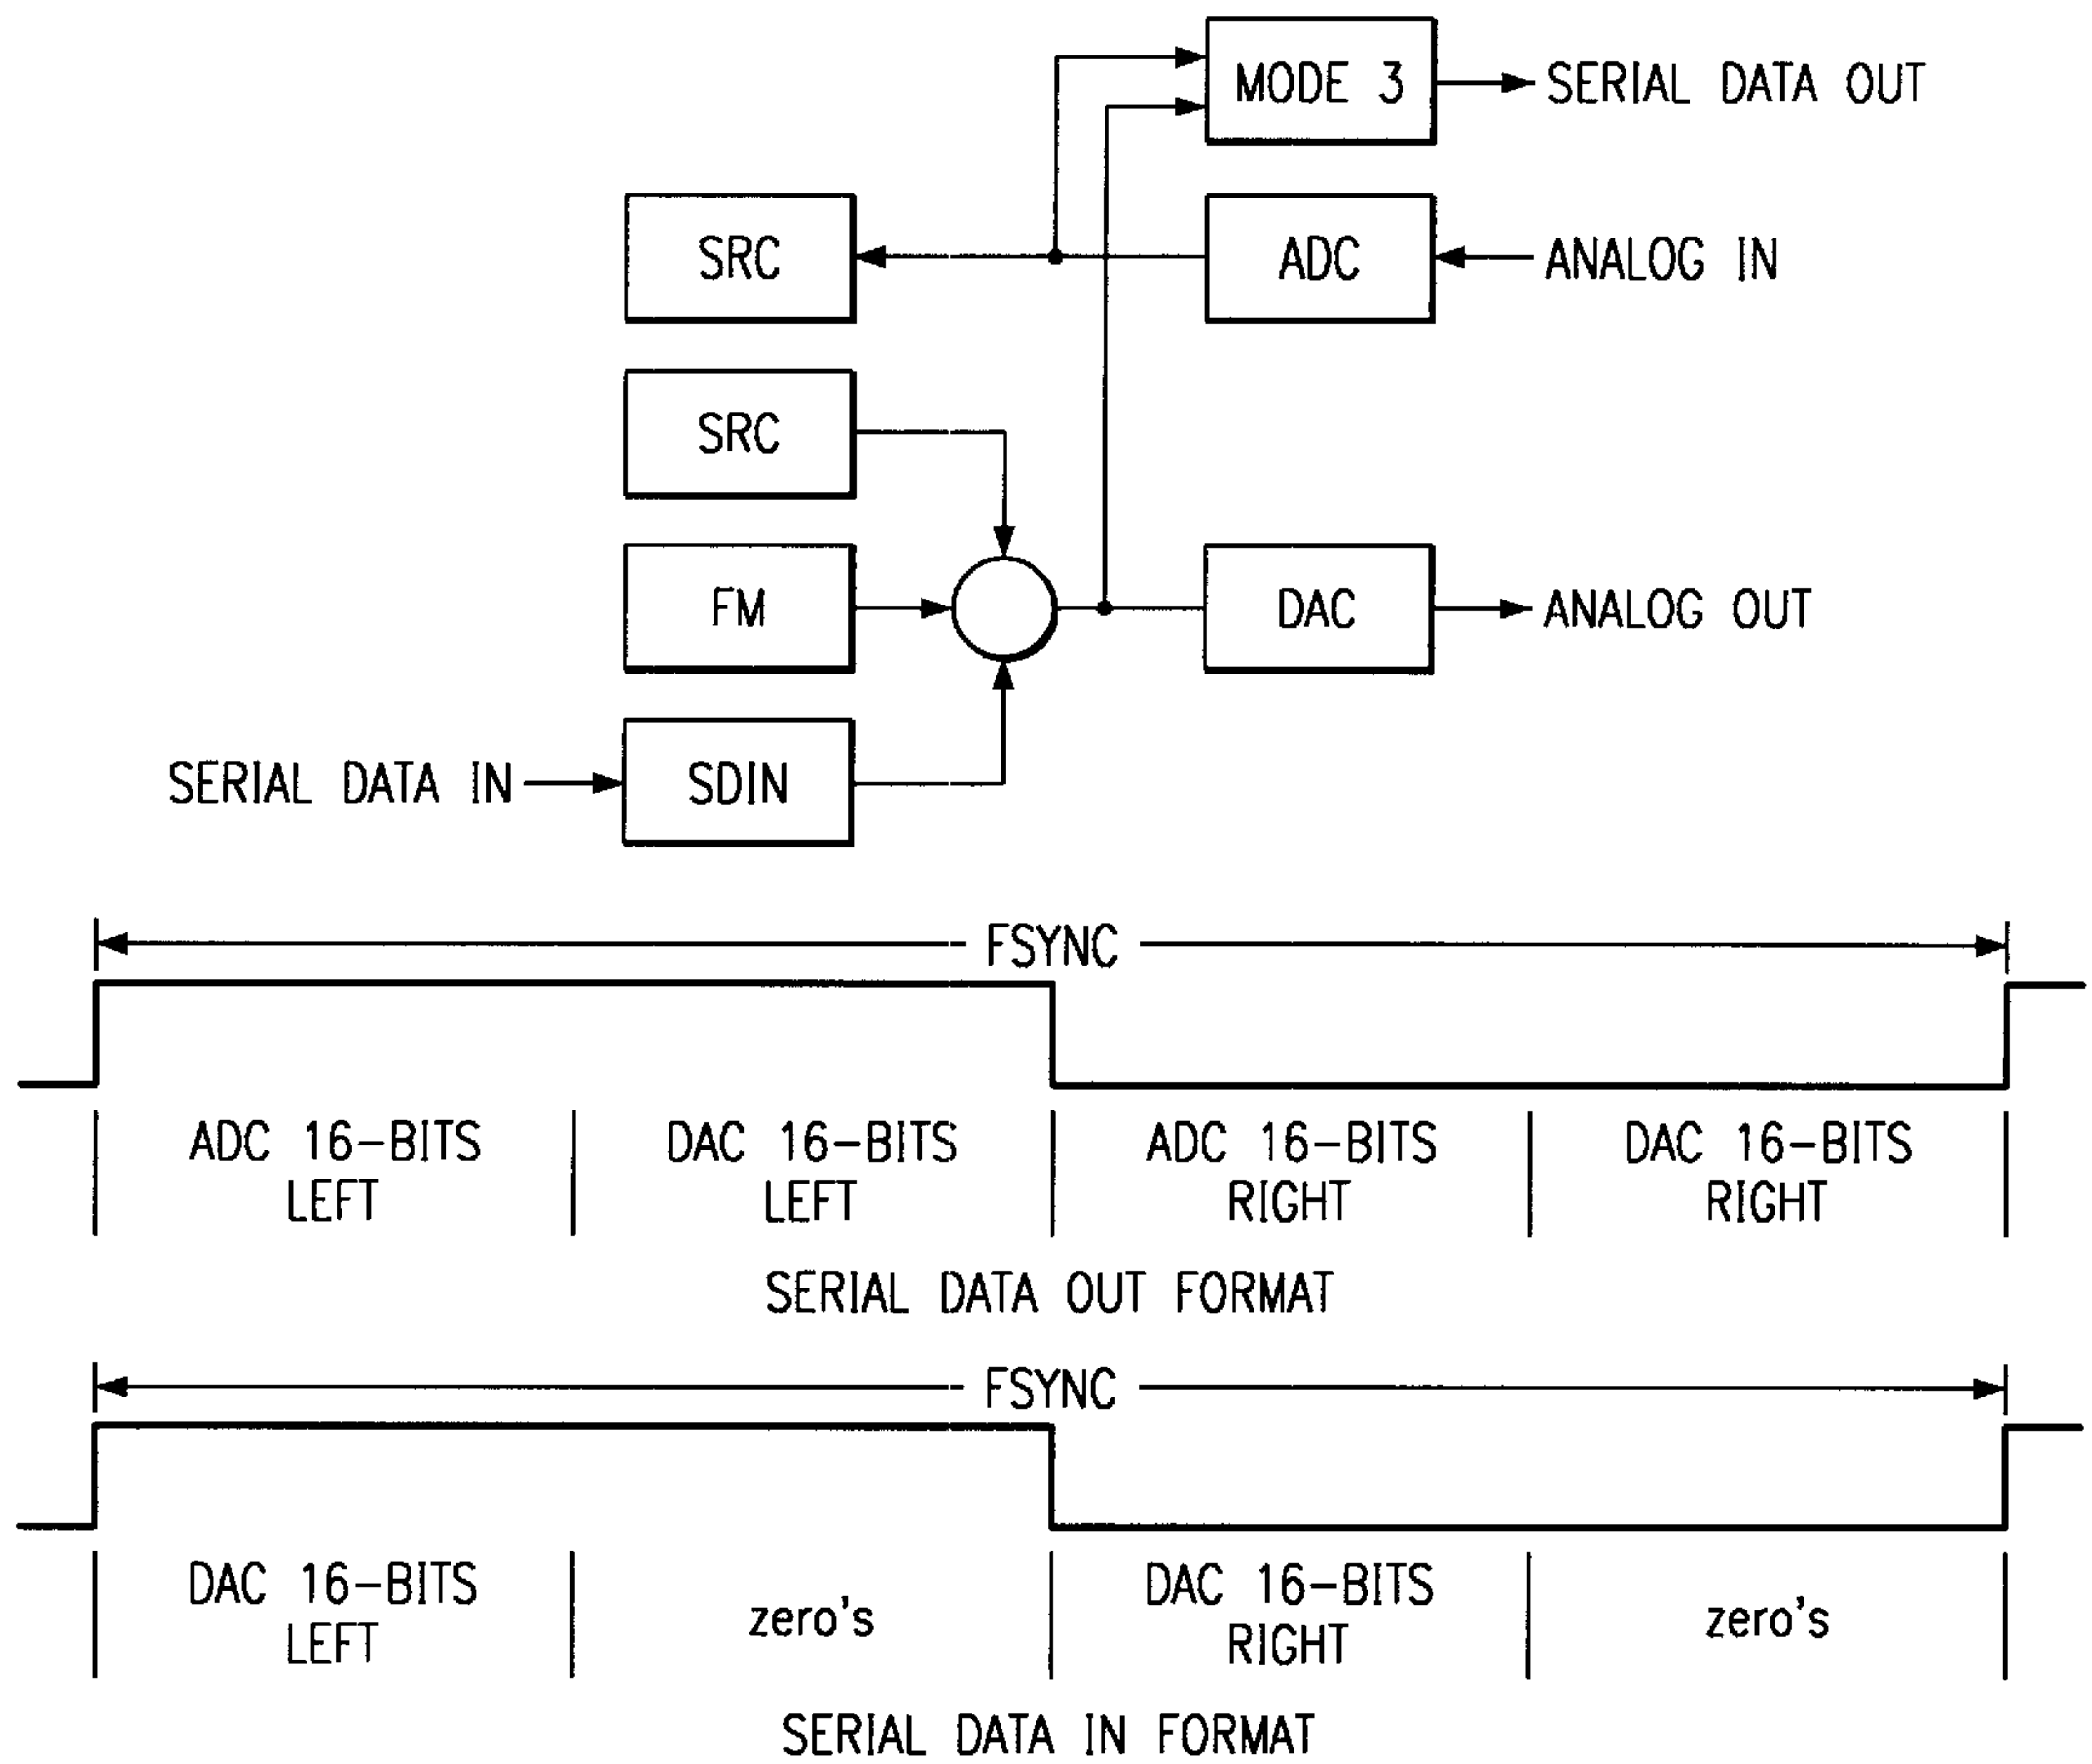 MODE 3
SERIAL DATA OUT
SRC
ADC
ANALOG IN
SRC
FM
DAC
ANALOG OUT
SERIAL DATA IN
SDIN
FSYNC
ADC 16-BITS
LEFT
DAC 16-BITS
LEFT
ADC 16-BITS
RIGHT
DAC 16-BITS
RIGHT
SERIAL DATA OUT FORMAT
FSYNC
DAC 16-BITS
LEFT
zero's
DAC 16-BITS
RIGHT
zero's
SERIAL DATA IN FORMAT